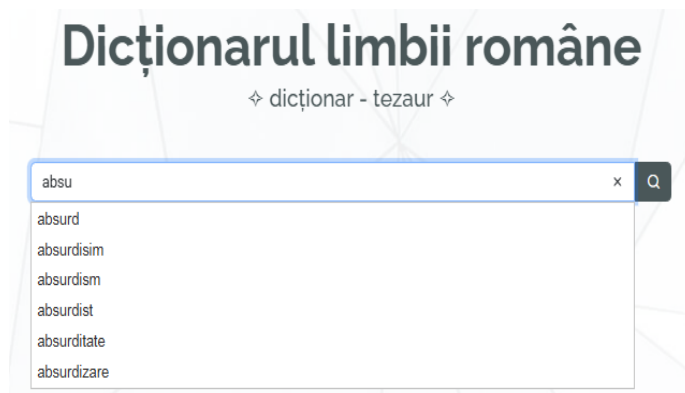 Dicționarul limbii române
✧ dicționar - tezaur ✧
absu
absurd
absurdisim
absurdism
absurdist
absurditate
absurdizare